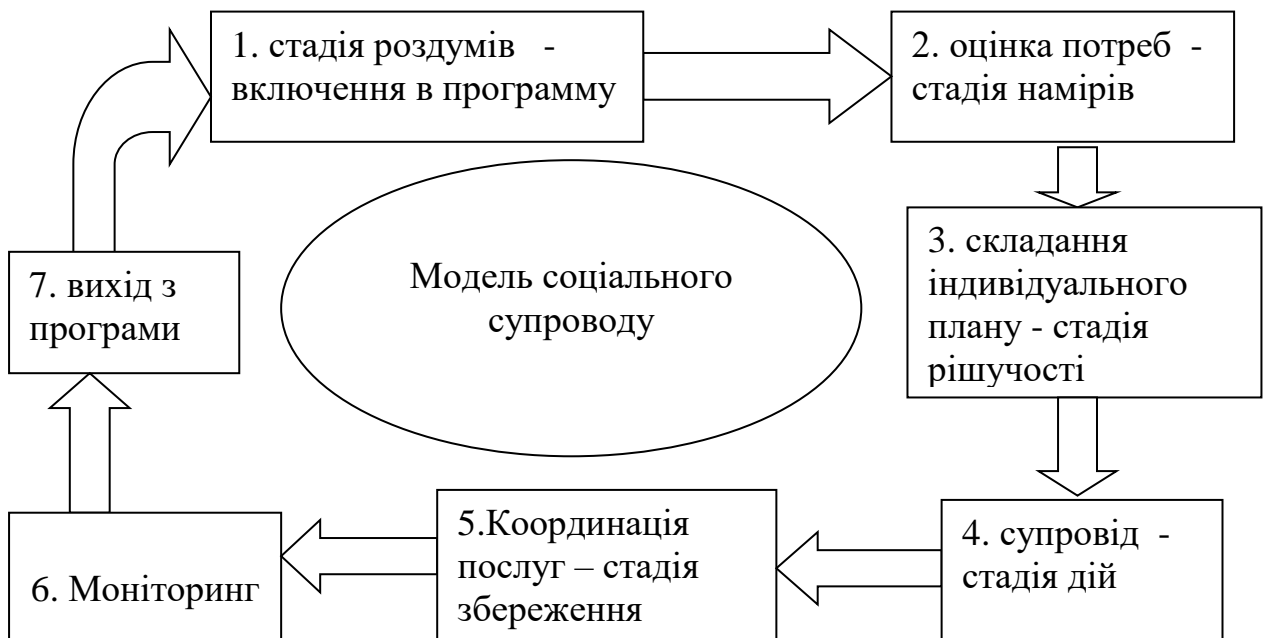 1. стадія роздумів -
включення в программу
2. оцінка потреб -
стадія намірів
3. складання
індивідуального
плану - стадія
рішучості
4. супровід -
стадія дій
5.Координація
послуг – стадія
збереження
6. Моніторинг
7. вихід з
програми
Модель соціального
супроводу